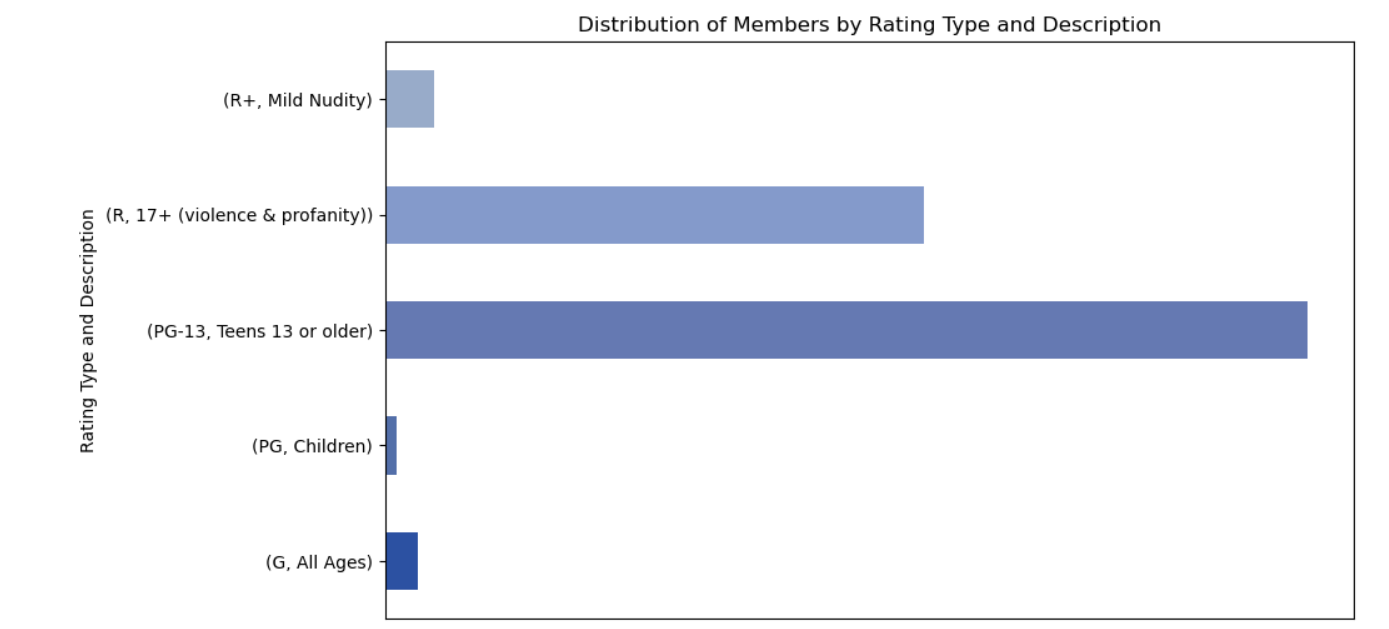 Distribution of Members by Rating Type and Description
(R+, Mild Nudity)
(R, 17+ (violence & profanity))
(PG-13, Teens 13 or older)
(PG, Children)
(G, All Ages)
Rating Type and Description